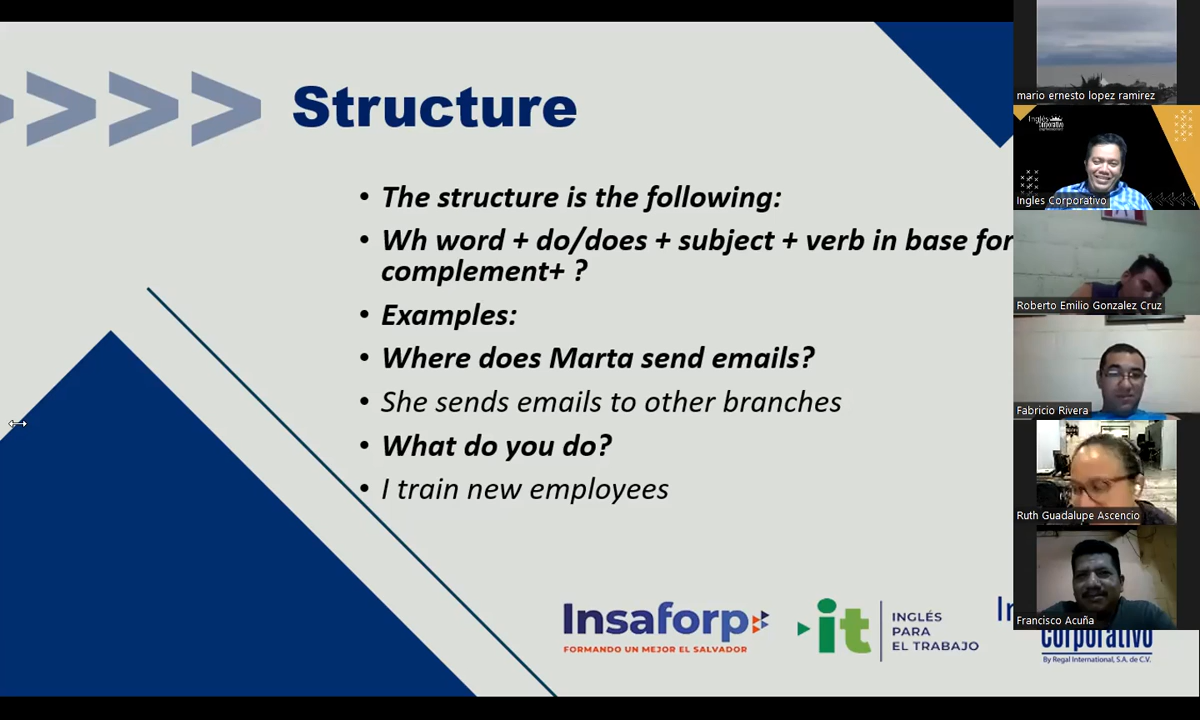 Structure
• The structure is the following:
• Wh word + do/does + subject + verb in base for
complement+ ?
• Examples:
• Where does Marta send emails?
• She sends emails to other branches
• What do you do?
• I train new employees
Insaforp
FORMANDO UN MEJOR EL SALVADOR
it
INGLÉS
PARA
EL TRABAJO
In
corporativo
By Regal International, S.A. de C.V.
mario ernesto lopez ramirez
Inglés
Corporativo
Ingles Corporativo
Roberto Emilio Gonzalez Cruz
Fabricio Rivera
Ruth Guadalupe Ascencio
Francisco Acuña